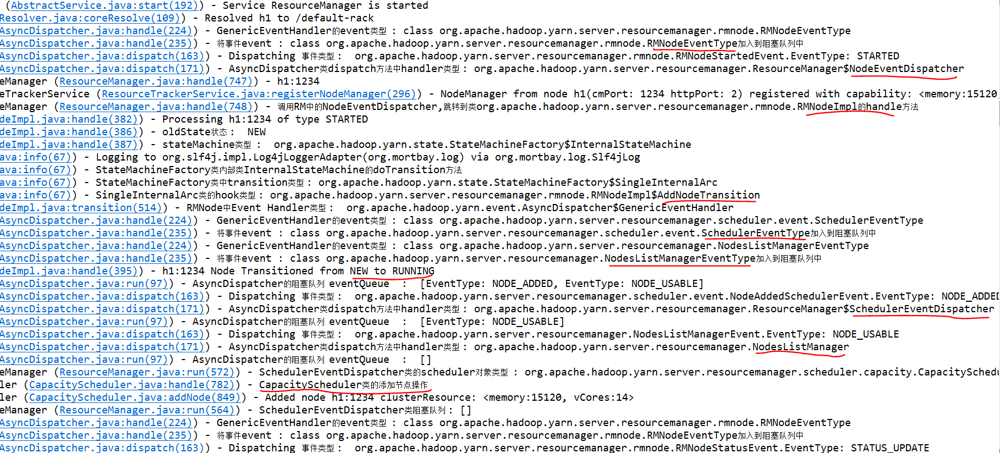 (AbstractService.java:start(192)) - Service ResourceManager is started
Resolver.java:coreResolve(109)) - Resolved h1 to /default-rack
AsyncDispatcher.java:handle(224)) - GenericEventHandler的event类型 : class org.apache.hadoop.yarn.server.resourcemanager.rmnode.RMNodeEventType
AsyncDispatcher.java:handle(235)) - 将事件event : class org.apache.hadoop.yarn.server.resourcemanager.rmnode.RMNodeEventType加入到阻塞队列中
AsyncDispatcher.java:dispatch(163)) - Dispatching 事件类型： org.apache.hadoop.yarn.server.resourcemanager.rmnode.RMNodeStartedEvent.EventType: STARTED
AsyncDispatcher.java:dispatch(171)) - AsyncDispatcher类dispatch方法中handler类型：org.apache.hadoop.yarn.server.resourcemanager.ResourceManager$NodeEventDispatcher
eManager (ResourceManager.java:handle(747)) - h1:1234
eTrackerService (ResourceTrackerService.java:registerNodeManager(296)) - NodeManager from node h1(cmPort: 1234 httpPort: 2) registered with capability: <memory:15120,
eManager (ResourceManager.java:handle(748)) - 调用RM中的NodeEventDispatcher,跳转到类org.apache.hadoop.yarn.server.resourcemanager.rmnode.RMNodeImpl的handle方法
deImpl.java:handle(382)) - Processing h1:1234 of type STARTED
deImpl.java:handle(386)) - oldState状态： NEW
deImpl.java:handle(387)) - stateMachine类型： org.apache.hadoop.yarn.state.StateMachineFactory$InternalStateMachine
ava:info(67)) - Logging to org.slf4j.impl.Log4jLoggerAdapter(org.mortbay.log) via org.mortbay.log.Slf4jLog
ava:info(67)) - StateMachineFactory类内部类InternalStateMachine的doTransition方法
ava:info(67)) - StateMachineFactory类中transition类型：org.apache.hadoop.yarn.state.StateMachineFactory$SingleInternalArc
ava:info(67)) - SingleInternalArc类的hook类型：org.apache.hadoop.yarn.server.resourcemanager.rmnode.RMNodeImpl$AddNodeTransition
deImpl.java:transition(514)) - RMNode中Event Handler类型： org.apache.hadoop.yarn.event.AsyncDispatcher$GenericEventHandler
AsyncDispatcher.java:handle(224)) - GenericEventHandler的event类型 : class org.apache.hadoop.yarn.server.resourcemanager.scheduler.event.SchedulerEventType
AsyncDispatcher.java:handle(235)) - 将事件event : class org.apache.hadoop.yarn.server.resourcemanager.scheduler.event.SchedulerEventType加入到阻塞队列中
AsyncDispatcher.java:handle(224)) - GenericEventHandler的event类型 : class org.apache.hadoop.yarn.server.resourcemanager.NodesListManagerEventType
AsyncDispatcher.java:handle(235)) - 将事件event : class org.apache.hadoop.yarn.server.resourcemanager.NodesListManagerEventType加入到阻塞队列中
deImpl.java:handle(395)) - h1:1234 Node Transitioned from NEW to RUNNING
AsyncDispatcher.java:run(97)) - AsyncDispatcher的阻塞队列 eventQueue ： [EventType: NODE_ADDED, EventType: NODE_USABLE]
AsyncDispatcher.java:dispatch(163)) - Dispatching 事件类型： org.apache.hadoop.yarn.server.resourcemanager.scheduler.event.NodeAddedSchedulerEvent.EventType: NODE_ADDED
AsyncDispatcher.java:dispatch(171)) - AsyncDispatcher类dispatch方法中handler类型：org.apache.hadoop.yarn.server.resourcemanager.ResourceManager$SchedulerEventDispatcher
AsyncDispatcher.java:run(97)) - AsyncDispatcher的阻塞队列 eventQueue ： [EventType: NODE_USABLE]
AsyncDispatcher.java:dispatch(163)) - Dispatching 事件类型： org.apache.hadoop.yarn.server.resourcemanager.NodesListManagerEvent.EventType: NODE_USABLE
AsyncDispatcher.java:dispatch(171)) - AsyncDispatcher类dispatch方法中handler类型：org.apache.hadoop.yarn.server.resourcemanager.NodesListManager
AsyncDispatcher.java:run(97)) - AsyncDispatcher的阻塞队列 eventQueue ： []
eManager (ResourceManager.java:run(572)) - SchedulerEventDispatcher类的scheduler对象类型 : org.apache.hadoop.yarn.server.resourcemanager.scheduler.capacity.CapacitySched
ler (CapacityScheduler.java:handle(782)) - CapacityScheduler类的添加节点操作
ler (CapacityScheduler.java:addNode(849)) - Added node h1:1234 clusterResource: <memory:15120, vCores:14>
eManager (ResourceManager.java:run(564)) - SchedulerEventDispatcher类阻塞队列：[]
AsyncDispatcher.java:handle(224)) - GenericEventHandler的event类型 : class org.apache.hadoop.yarn.server.resourcemanager.rmnode.RMNodeEventType
AsyncDispatcher.java:handle(235)) - 将事件event : class org.apache.hadoop.yarn.server.resourcemanager.rmnode.RMNodeEventType加入到阻塞队列中
AsyncDispatcher.java:dispatch(163)) - Dispatching 事件类型： org.apache.hadoop.yarn.server.resourcemanager.rmnode.RMNodeStatusEvent.EventType: STATUS_UPDATE